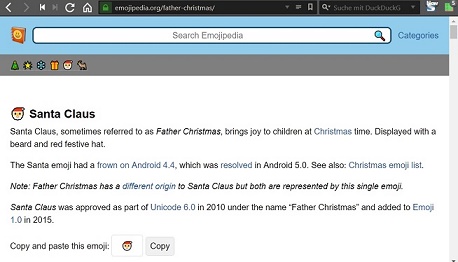 emojipedia.org/father-christmas/
Suche mit DuckDuckG
Search Emojipedia
Categories
Santa Claus
Santa Claus, sometimes referred to as Father Christmas, brings joy to children at Christmas time. Displayed with a
beard and red festive hat.
The Santa emoji had a frown on Android 4.4, which was resolved in Android 5.0. See also: Christmas emoji list.
Note: Father Christmas has a different origin to Santa Claus but both are represented by this single emoji.
Santa Claus was approved as part of Unicode 6.0 in 2010 under the name “Father Christmas” and added to Emoji
1.0 in 2015.
Copy and paste this emoji:
Copy